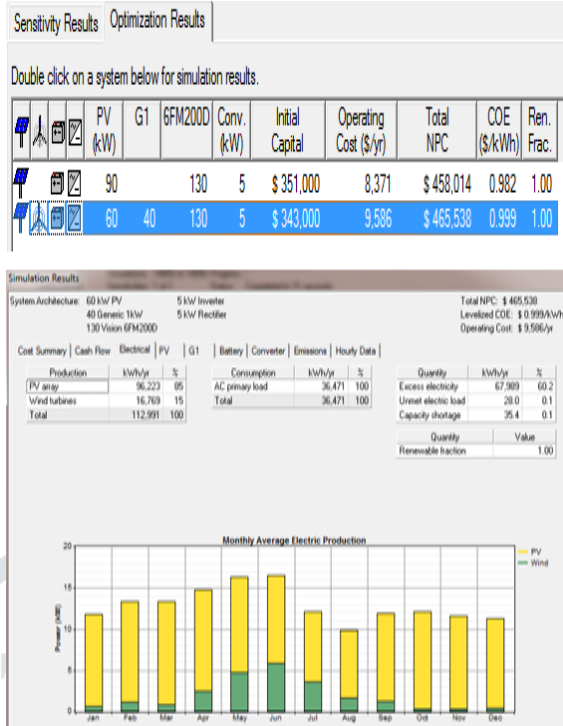 Sensitivity Results Optimization Results
Double click on a system below for simulation results.
PV (kW) G1 6FM200D Conv. (kW) Initial Capital Operating Cost ($/yr) Total NPC COE ($/kWh) Ren. Frac.
90 130 5 $ 351,000 8,371 $ 458,014 0.982 1.00
60 40 130 5 $ 343,000 9,586 $ 465,538 0.999 1.00
Simulation Results
System Architecture: 60 kW PV 5 kW Inverter Total NPC: $ 465,538
40 Generic 1kW 5 kW Rectifier Levelized COE: $ 0.999/kWh
130 Vision 6FM200D Operating Cost: $ 9,586/yr
Cost Summary Cash Flow Electrical PV G1 Battery Converter Emissions Hourly Data
Production kWh/yr % Consumption kWh/yr % Quantity kWh/yr %
PV array 96,223 85 AC primary load 36,471 100 Excess electricity 67,989 60.2
Wind turbines 16,769 15 Total 36,471 100 Unmet electric load 28.0 0.1
Total 112,991 100 Capacity shortage 35.4 0.1
Quantity Value
Renewable fraction 1.00
Monthly Average Electric Production
Power (kW)
20
15
10
5
0
PV
Wind
Jan Feb Mar Apr May Jun Jul Aug Sep Oct Nov Dec